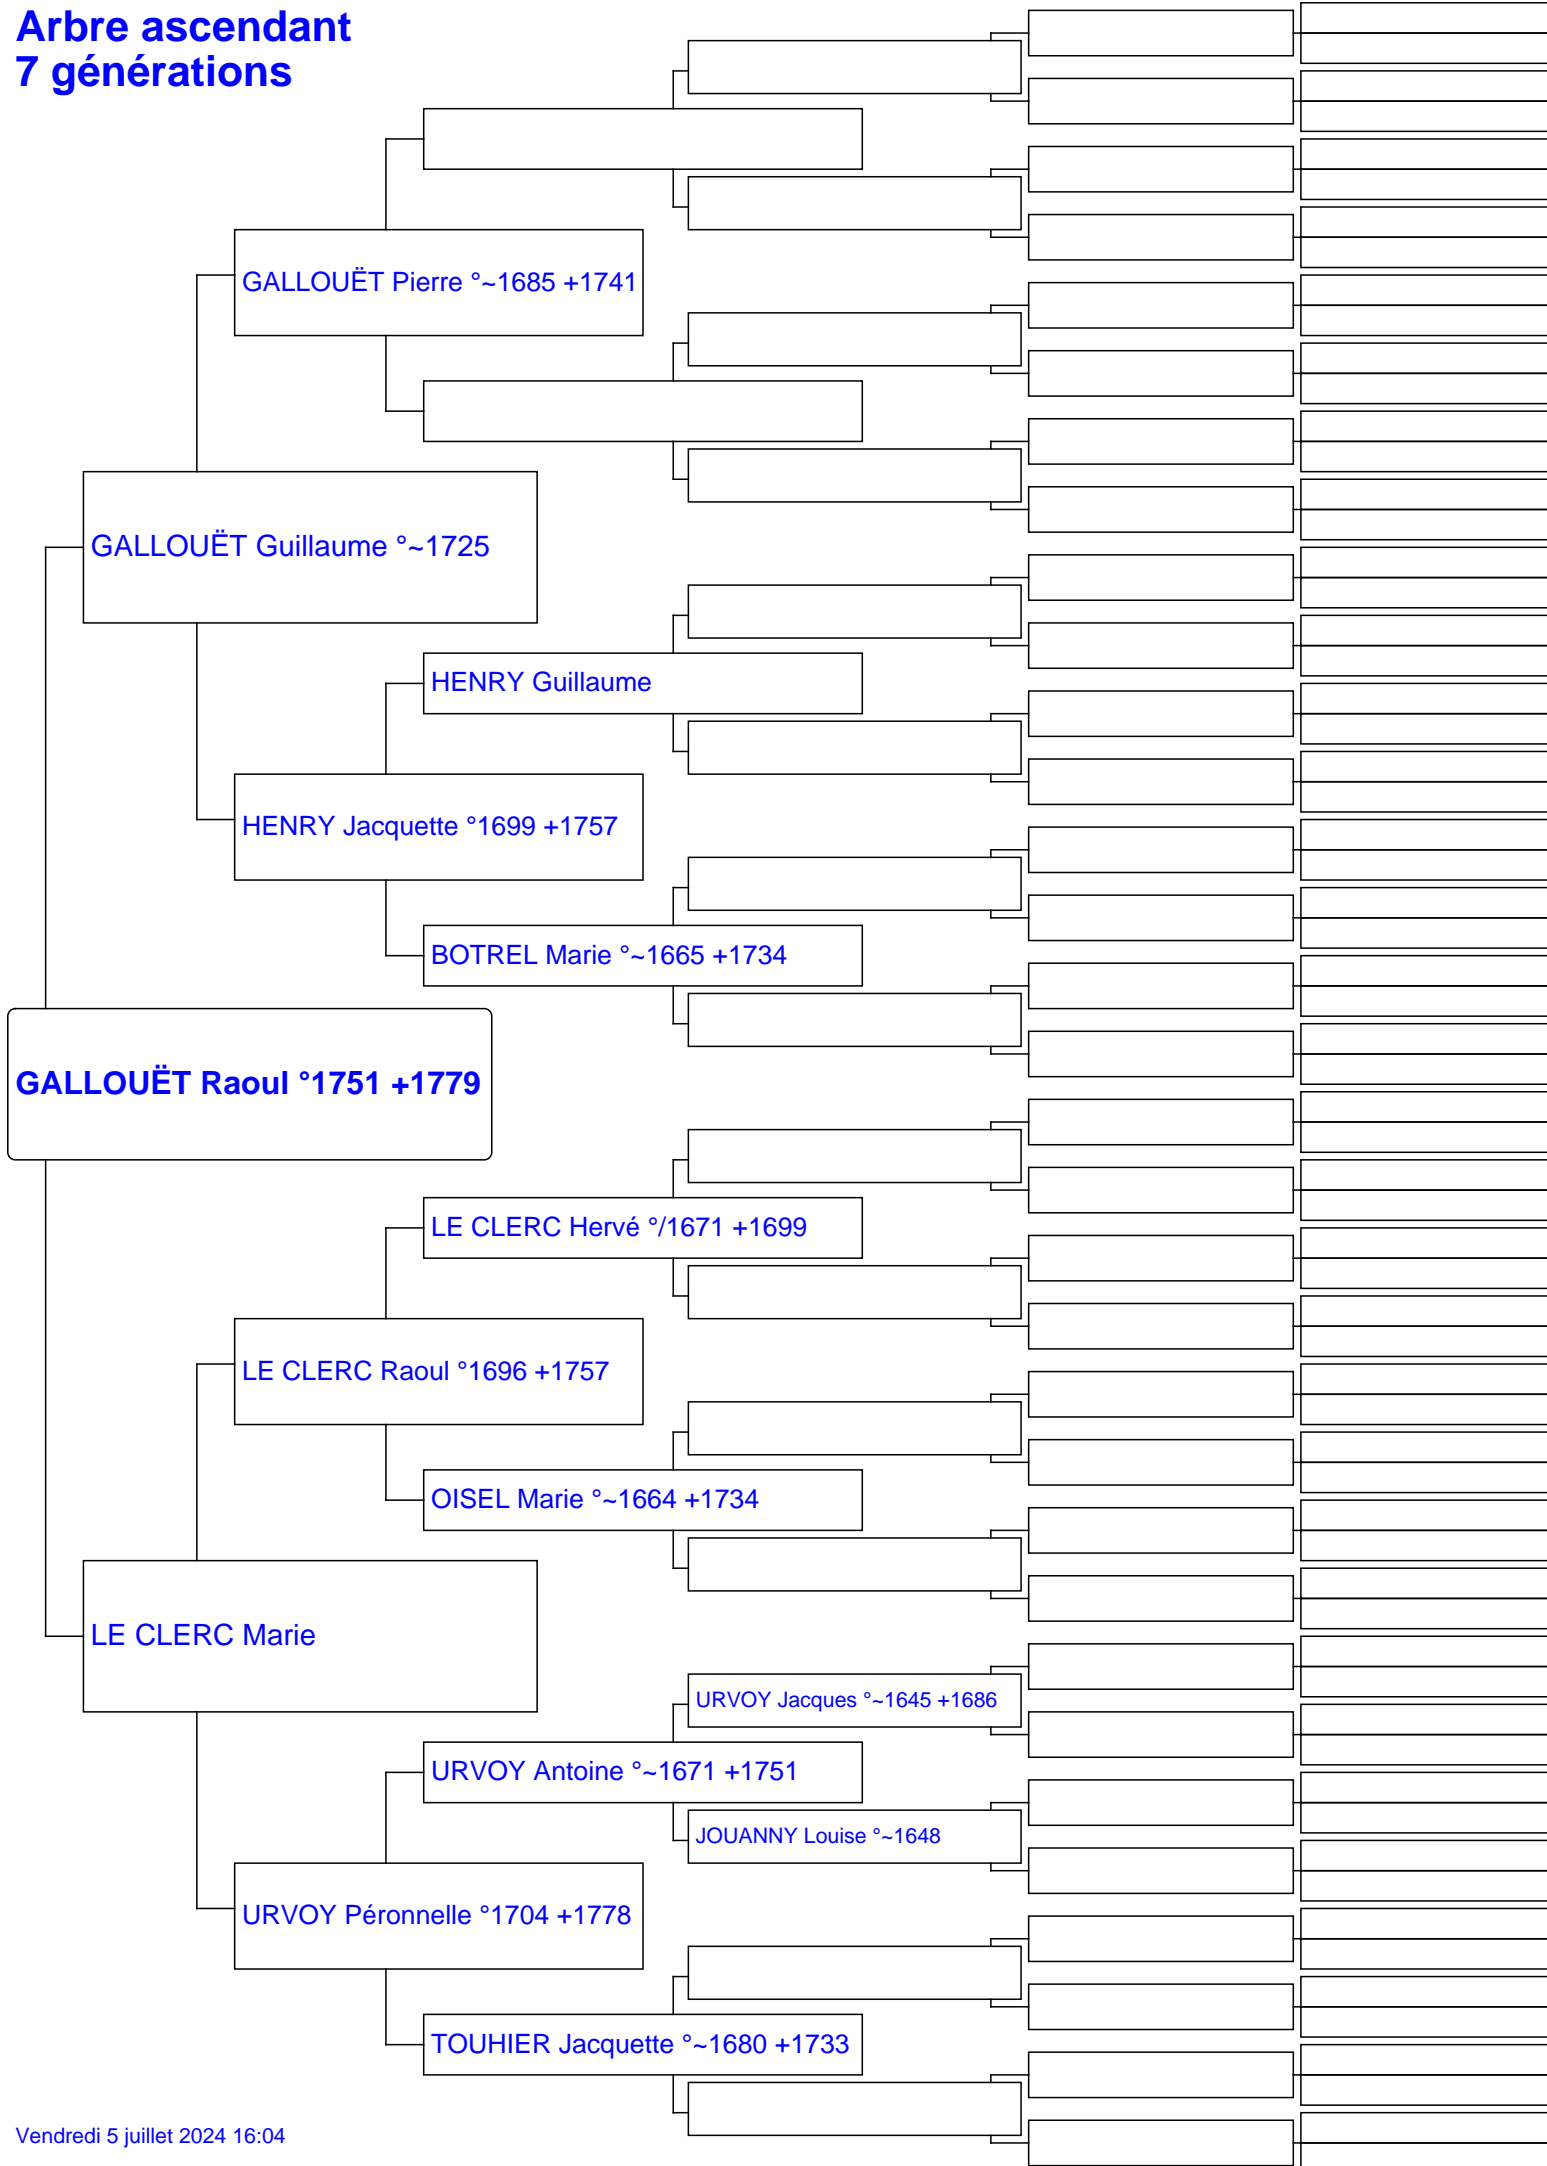 Arbre ascendant
7 générations
GALLOUËT Pierre °~1685 +1741
GALLOUËT Guillaume °~1725
HENRY Guillaume
HENRY Jacquette °1699 +1757
BOTREL Marie °~1665 +1734
GALLOUËT Raoul °1751 +1779
LE CLERC Hervé °/1671 +1699
LE CLERC Raoul °1696 +1757
OISEL Marie °~1664 +1734
LE CLERC Marie
URVOY Jacques °~1645 +1686
URVOY Antoine °~1671 +1751
JOUANNY Louise °~1648
URVOY Péronnelle °1704 +1778
TOUHIER Jacquette °~1680 +1733
Vendredi 5 juillet 2024 16:04